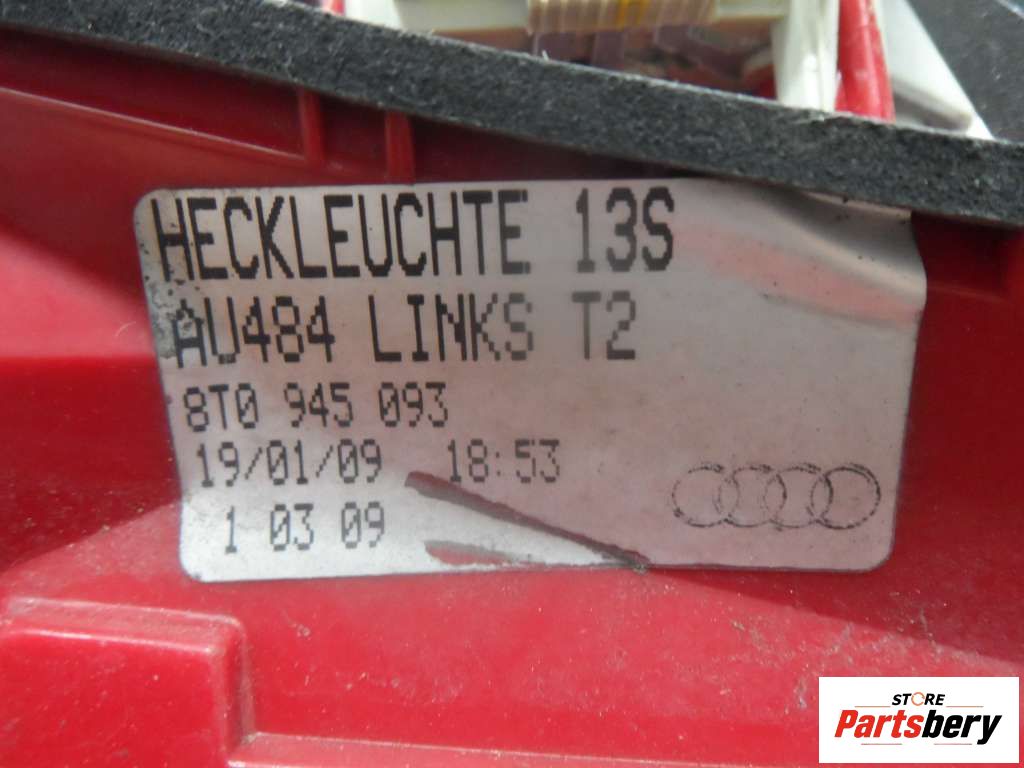 HECKLEUCHTE 13S
AU484 LINKS T2
8T0 945 093
19/01/09 18:53
1 03 09
STORE
Partsbery